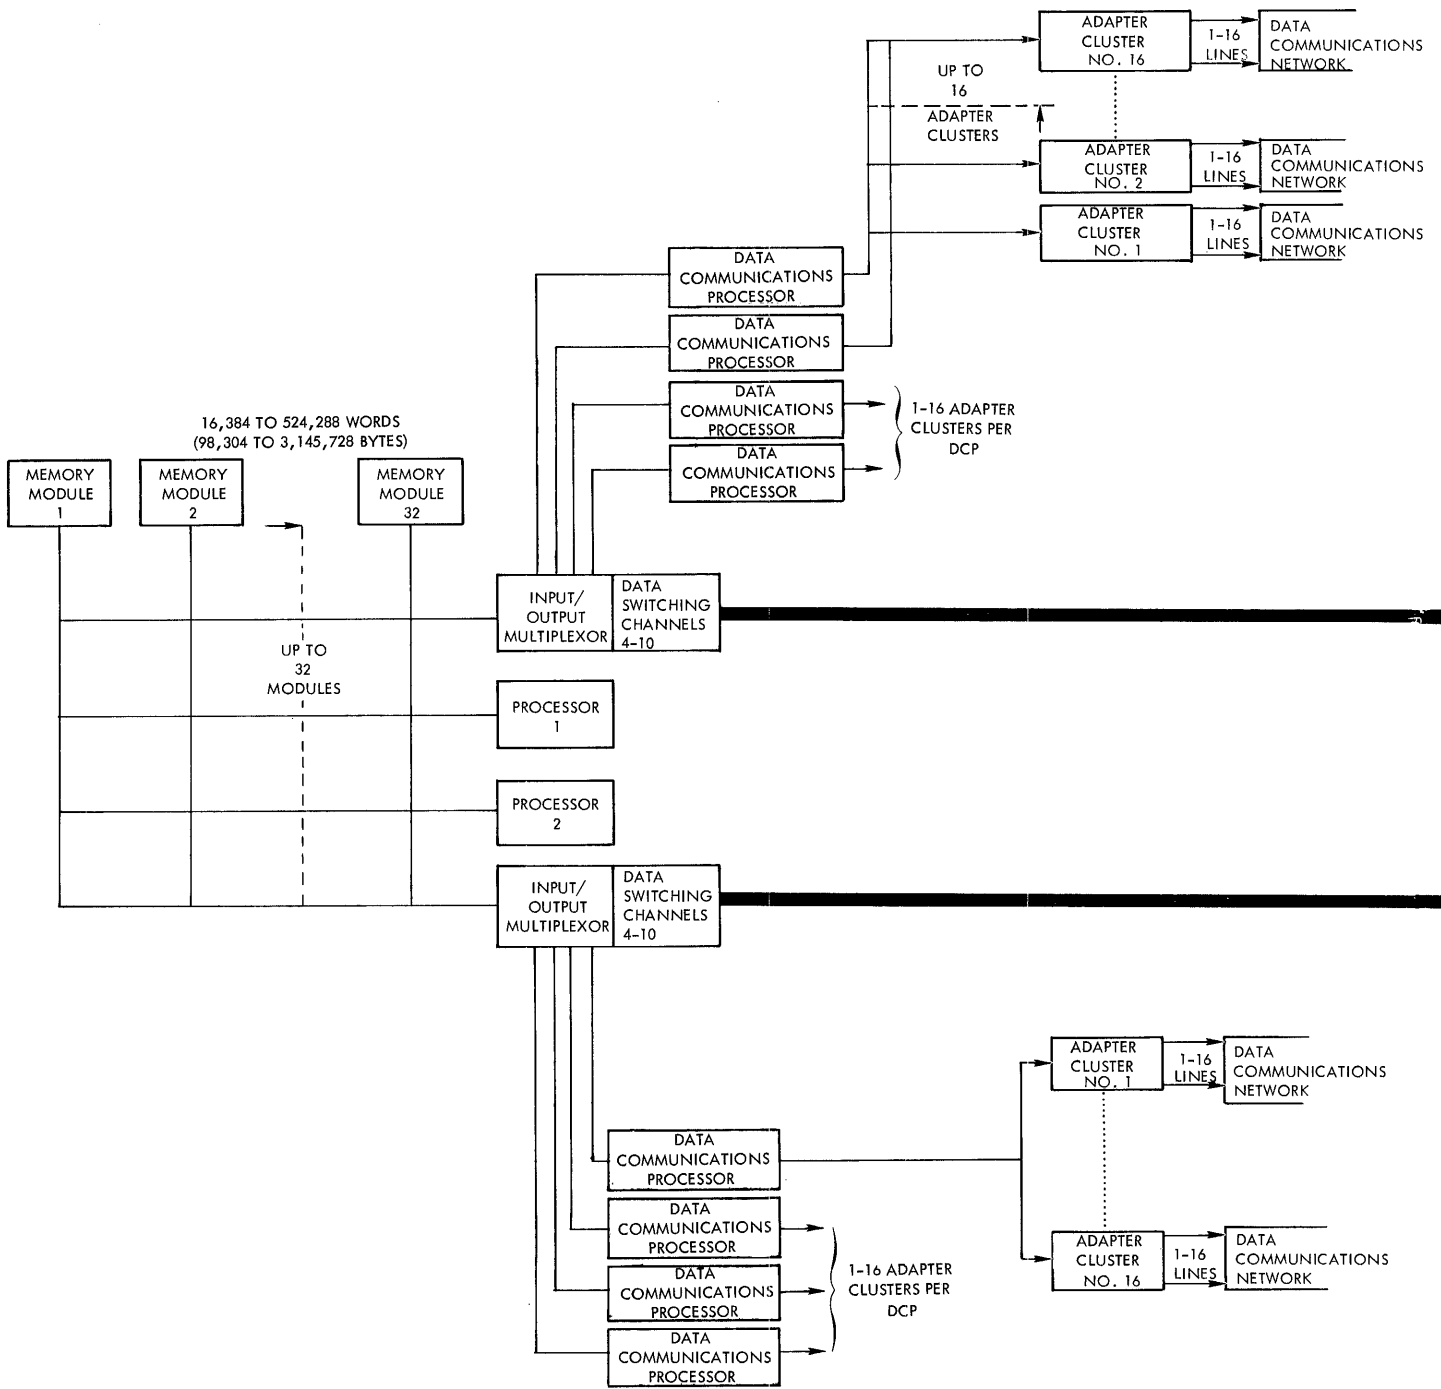 ADAPTER
CLUSTER
NO. 16
1-16
LINES
DATA
COMMUNICATIONS
NETWORK
UP TO
16
ADAPTER
CLUSTERS
ADAPTER
CLUSTER
NO. 2
1-16
LINES
DATA
COMMUNICATIONS
NETWORK
ADAPTER
CLUSTER
NO. 1
1-16
LINES
DATA
COMMUNICATIONS
NETWORK
DATA
COMMUNICATIONS
PROCESSOR
DATA
COMMUNICATIONS
PROCESSOR
DATA
COMMUNICATIONS
PROCESSOR
DATA
COMMUNICATIONS
PROCESSOR
1-16 ADAPTER
CLUSTERS PER
DCP
16,384 TO 524,288 WORDS
(98,304 TO 3,145,728 BYTES)
MEMORY
MODULE
1
MEMORY
MODULE
2
MEMORY
MODULE
32
UP TO
32
MODULES
INPUT/
OUTPUT
MULTIPLEXOR
DATA
SWITCHING
CHANNELS
4-10
PROCESSOR
1
PROCESSOR
2
INPUT/
OUTPUT
MULTIPLEXOR
DATA
SWITCHING
CHANNELS
4-10
ADAPTER
CLUSTER
NO. 1
1-16
LINES
DATA
COMMUNICATIONS
NETWORK
DATA
COMMUNICATIONS
PROCESSOR
DATA
COMMUNICATIONS
PROCESSOR
DATA
COMMUNICATIONS
PROCESSOR
DATA
COMMUNICATIONS
PROCESSOR
1-16 ADAPTER
CLUSTERS PER
DCP
ADAPTER
CLUSTER
NO. 16
1-16
LINES
DATA
COMMUNICATIONS
NETWORK